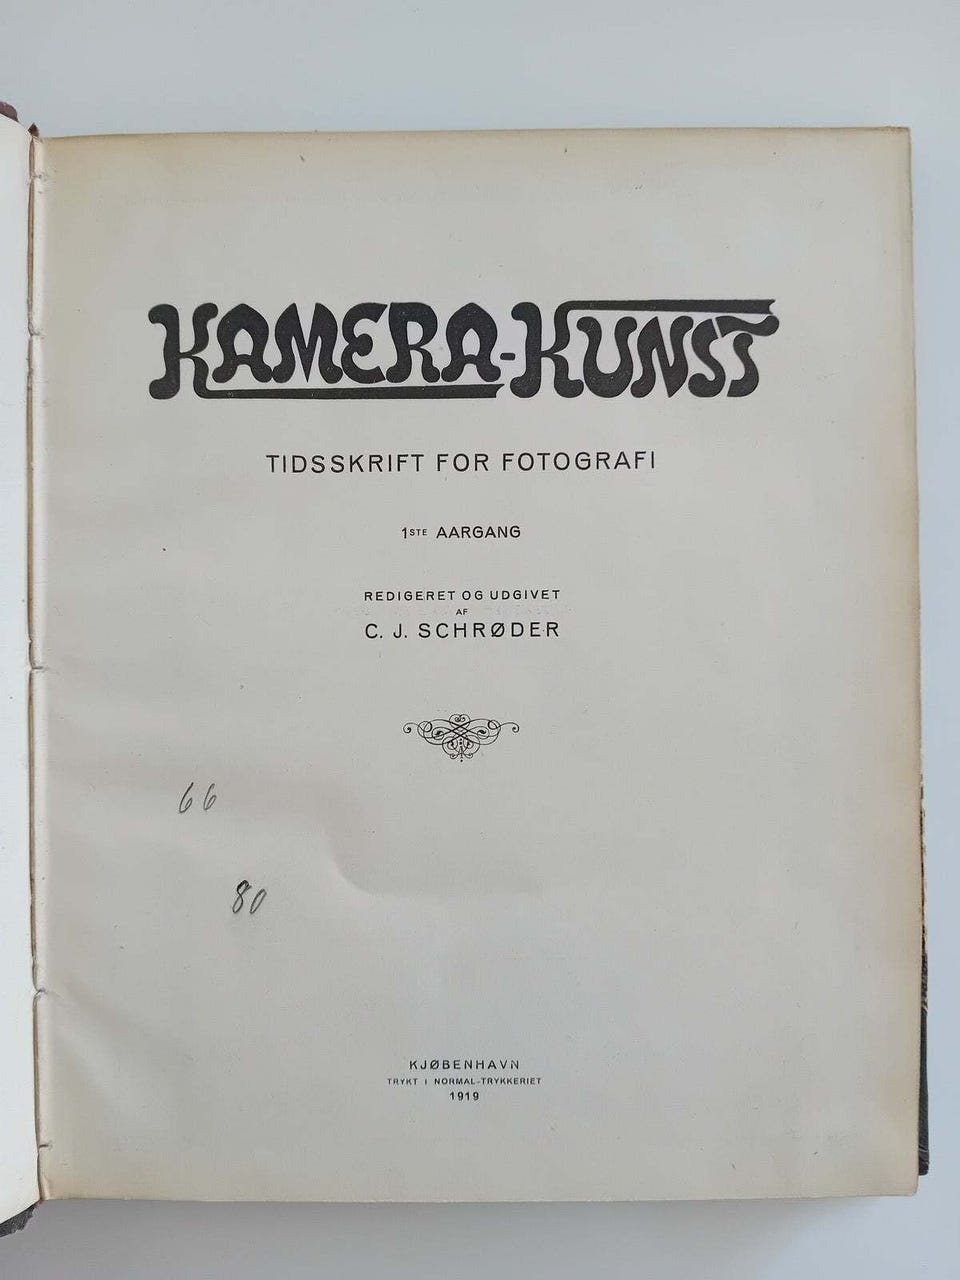 KAMERA-KUNST
TIDSSKRIFT FOR FOTOGRAFI
1STE AARGANG
REDIGERET OG UDGIVET
AF
C. J. SCHRØDER
66
80
KJØBENHAVN
TRYKT I NORMAL-TRYKKERIET
1919